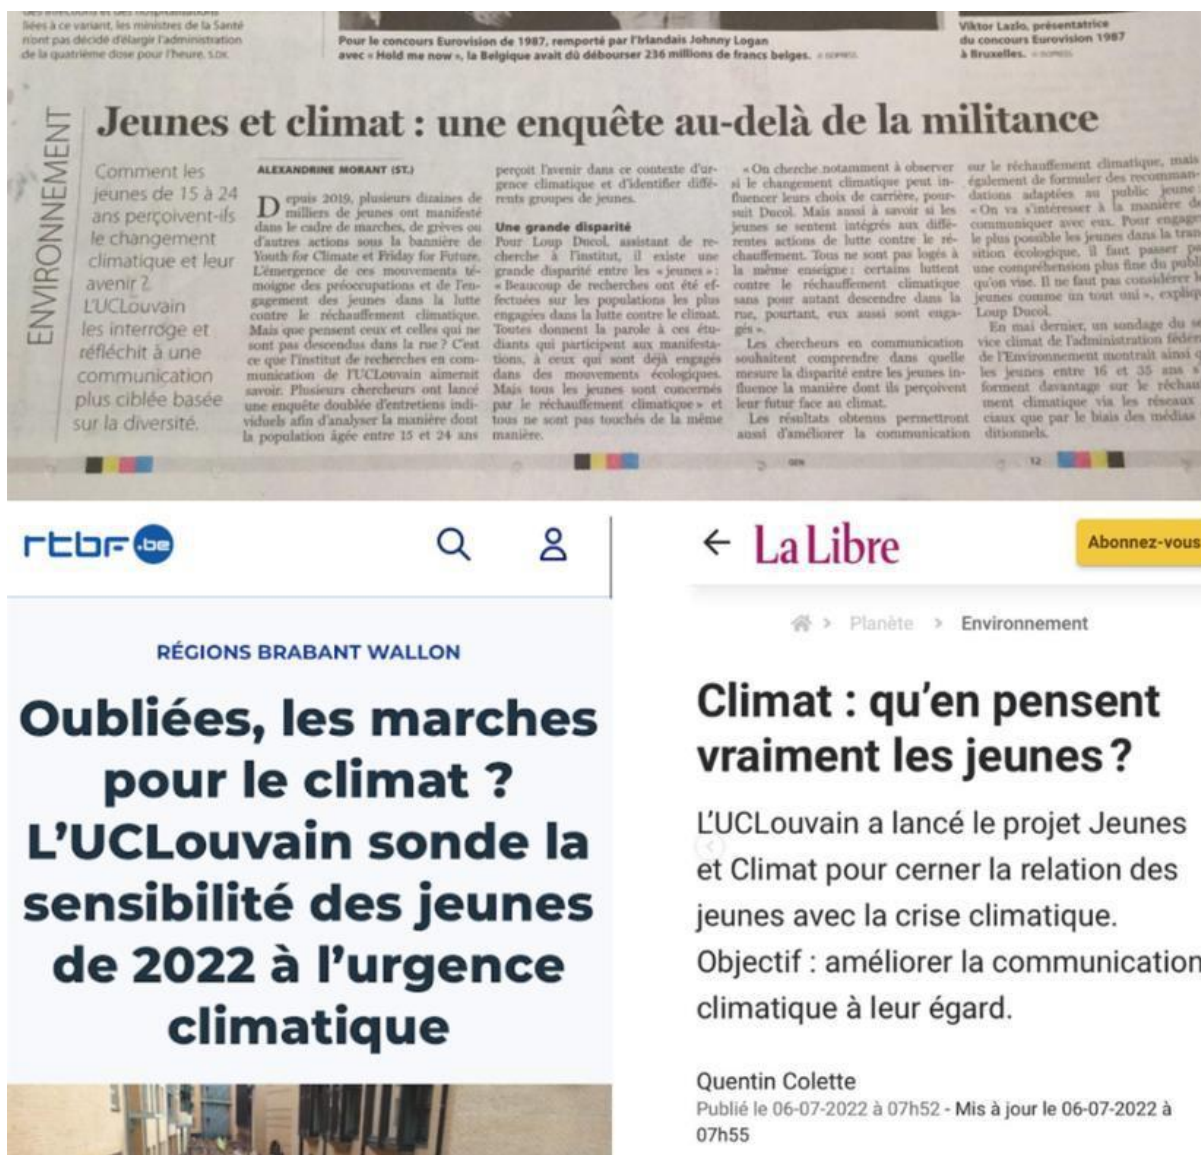 liées à ce variant, les ministres de la Santé
n'ont pas décidé d'élargir l'administration
de la quatrième dose pour l'heure. S.DX.
Pour le concours Eurovision de 1987, remporté par l'Irlandais Johnny Logan
avec « Hold me now », la Belgique avait dû débourser 236 millions de francs belges.
Viktor Lazlo, présentatrice
du concours Eurovision 1987
à Bruxelles.
ENVIRONNEMENT
Jeunes et climat : une enquête au-delà de la militance
Comment les
jeunes de 15 à 24
ans perçoivent-ils
le changement
climatique et leur
avenir ?
L'UCLouvain
les interroge et
réfléchit à une
communication
plus ciblée basée
sur la diversité.
ALEXANDRINE MORANT (ST.)
Depuis 2019, plusieurs dizaines de
milliers de jeunes ont manifesté
dans le cadre de marches, de grèves ou
d'autres actions sous la bannière de
Youth for Climate et Friday for Future.
L'émergence de ces mouvements té-
moigne des préoccupations et de l'en-
gagement des jeunes dans la lutte
contre le réchauffement climatique.
Mais que pensent ceux et celles qui ne
sont pas descendus dans la rue ? C'est
ce que l'institut de recherches en com-
munication de l'UCLouvain aimerait
savoir. Plusieurs chercheurs ont lancé
une enquête doublée d'entretiens indi-
viduels afin d'analyser la manière dont
la population âgée entre 15 et 24 ans
perçoit l'avenir dans ce contexte d'ur-
gence climatique et d'identifier diffé-
rents groupes de jeunes.
Une grande disparité
Pour Loup Ducol, assistant de re-
cherche à l'institut, il existe une
grande disparité entre les « jeunes » :
« Beaucoup de recherches ont été ef-
fectuées sur les populations les plus
engagées dans la lutte contre le climat.
Toutes donnent la parole à ces étu-
diants qui participent aux manifesta-
tions, à ceux qui sont déjà engagés
dans des mouvements écologiques.
Mais tous les jeunes sont concernés
par le réchauffement climatique » et
tous ne sont pas touchés de la même
manière.
« On cherche notamment à observer
si le changement climatique peut in-
fluencer leurs choix de carrière, pour-
suit Ducol. Mais aussi à savoir si les
jeunes se sentent intégrés aux diffé-
rentes actions de lutte contre le ré-
chauffement. Tous ne sont pas logés à
la même enseigne : certains luttent
contre le réchauffement climatique
sans pour autant descendre dans la
rue, pourtant, eux aussi sont enga-
gés ».
Les chercheurs en communication
souhaitent comprendre dans quelle
mesure la disparité entre les jeunes in-
fluence la manière dont ils perçoivent
leur futur face au climat.
Les résultats obtenus permettront
aussi d'améliorer la communication
sur le réchauffement climatique, mais
également de formuler des recomman-
dations adaptées au public jeune
« On va s'intéresser à la manière de
communiquer avec eux. Pour engager
le plus possible les jeunes dans la tran-
sition écologique, il faut passer
une compréhension plus fine du public
qu'on vise. Il ne faut pas considérer
jeunes comme un tout uni », explique
Loup Ducol.
En mai dernier, un sondage du
vice climat de l'administration
de l'Environnement montrait ainsi
les jeunes entre 16 et 35 ans
forment davantage sur le
ment climatique via les réseaux
ciaux que par le biais des médias
ditionnels.
GEN
12
rtbf.be
RÉGIONS BRABANT WALLON
Oubliées, les marches
pour le climat ?
L'UCLouvain sonde la
sensibilité des jeunes
de 2022 à l'urgence
climatique
← La Libre
Abonnez-vous
> Planète > Environnement
Climat : qu'en pensent
vraiment les jeunes ?
L'UCLouvain a lancé le projet Jeunes
et Climat pour cerner la relation des
jeunes avec la crise climatique.
Objectif : améliorer la communication
climatique à leur égard.
Quentin Colette
Publié le 06-07-2022 à 07h52 - Mis à jour le 06-07-2022 à
07h55